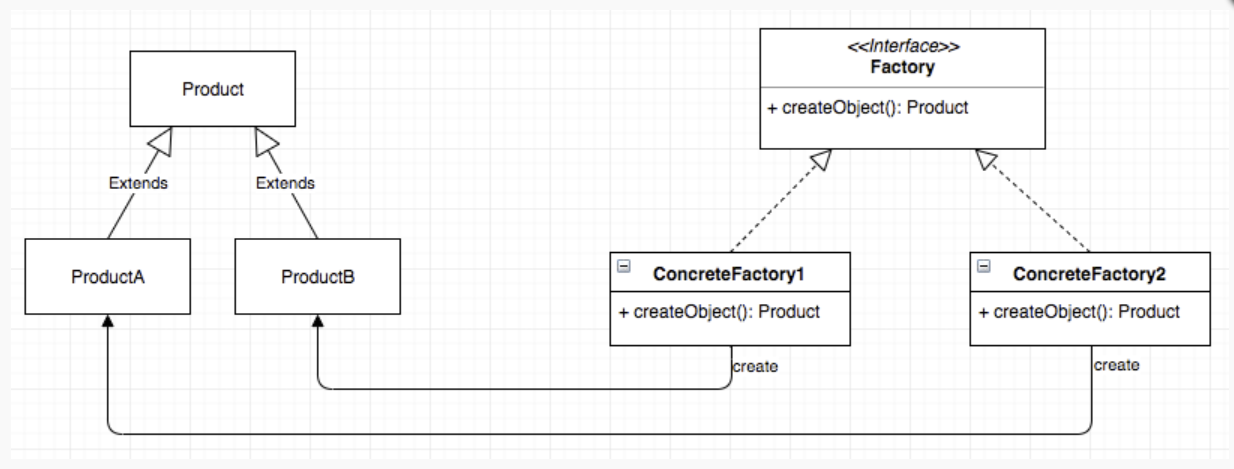 <<Interface>>
Factory
+ createObject(): Product
Product
Extends
Extends
ProductA
ProductB
ConcreteFactory1
+ createObject(): Product
ConcreteFactory2
+ createObject(): Product
create
create